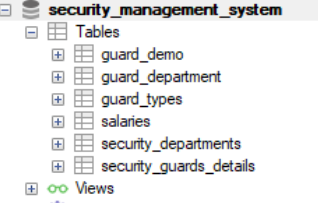 security_management_system
Tables
guard_demo
guard_department
guard_types
salaries
security_departments
security_guards_details
Views